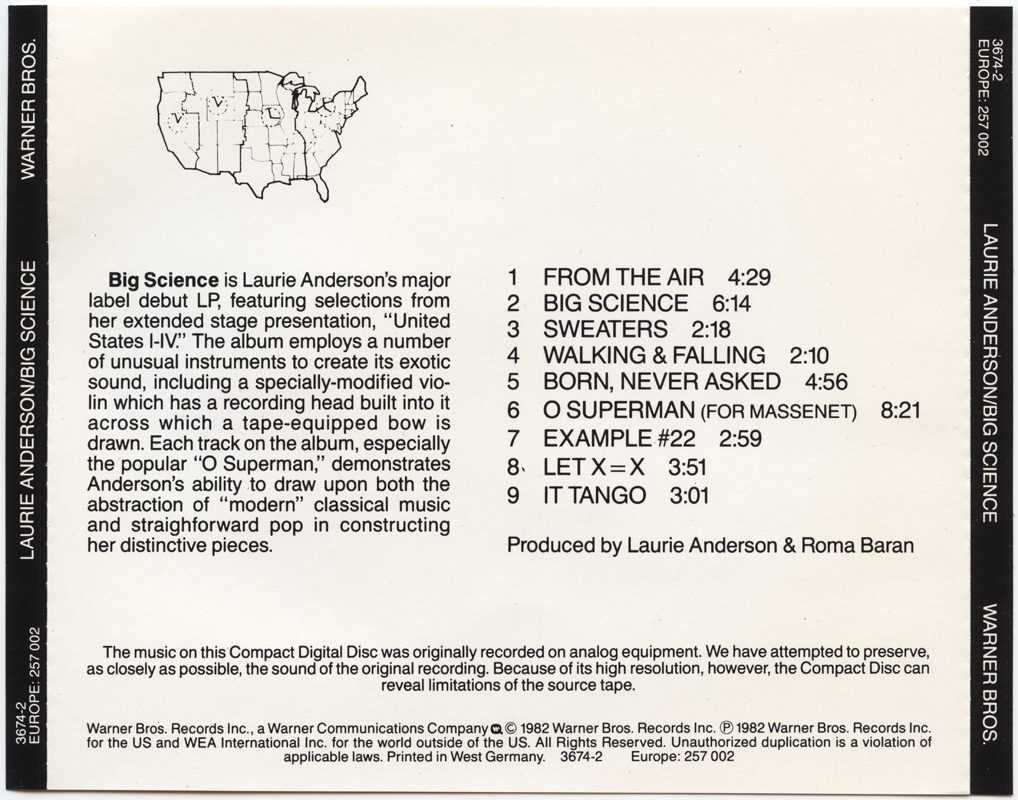 WARNER BROS.
LAURIE ANDERSON/BIG SCIENCE
3674-2
EUROPE: 257 002
Big Science is Laurie Anderson's major
label debut LP, featuring selections from
her extended stage presentation, "United
States I-IV." The album employs a number
of unusual instruments to create its exotic
sound, including a specially-modified vio-
lin which has a recording head built into it
across which a tape-equipped bow is
drawn. Each track on the album, especially
the popular "O Superman," demonstrates
Anderson's ability to draw upon both the
abstraction of "modern" classical music
and straighforward pop in constructing
her distinctive pieces.
1 FROM THE AIR 4:29
2 BIG SCIENCE 6:14
3 SWEATERS 2:18
4 WALKING & FALLING 2:10
5 BORN, NEVER ASKED 4:56
6 O SUPERMAN (FOR MASSENET) 8:21
7 EXAMPLE #22 2:59
8 LET X=X 3:51
9 IT TANGO 3:01
Produced by Laurie Anderson & Roma Baran
The music on this Compact Digital Disc was originally recorded on analog equipment. We have attempted to preserve,
as closely as possible, the sound of the original recording. Because of its high resolution, however, the Compact Disc can
reveal limitations of the source tape.
Warner Bros. Records Inc., a Warner Communications Company © 1982 Warner Bros. Records Inc. ℗ 1982 Warner Bros. Records Inc.
for the US and WEA International Inc. for the world outside of the US. All Rights Reserved. Unauthorized duplication is a violation of
applicable laws. Printed in West Germany. 3674-2 Europe: 257 002
3674-2
EUROPE: 257 002
LAURIE ANDERSON/BIG SCIENCE
WARNER BROS.